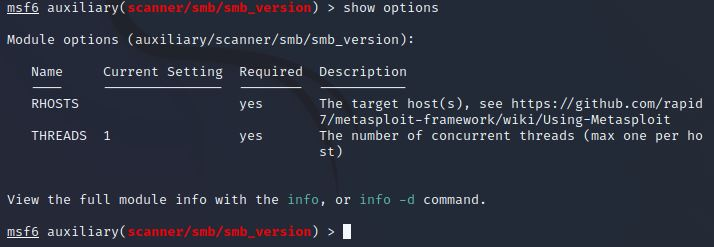 msf6 auxiliary(scanner/smb/smb_version) > show options
Module options (auxiliary/scanner/smb/smb_version):
Name Current Setting Required Description
---- --------------- -------- -----------
RHOSTS yes The target host(s), see https://github.com/rapid
7/metasploit-framework/wiki/Using-Metasploit
THREADS 1 yes The number of concurrent threads (max one per ho
st)
View the full module info with the info, or info -d command.
msf6 auxiliary(scanner/smb/smb_version) >